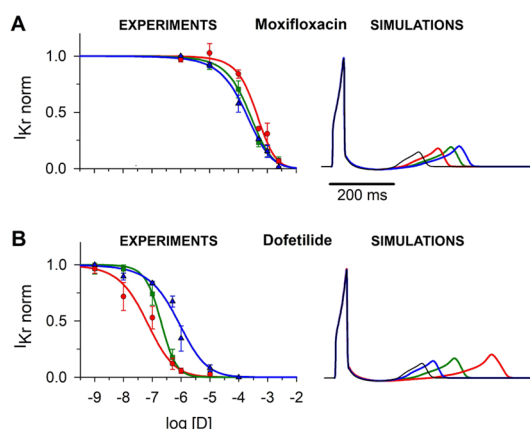 A EXPERIMENTS Moxifloxacin SIMULATIONS
1.0
0.5
0.0
IKr norm
200 ms
B EXPERIMENTS Dofetilide SIMULATIONS
1.0
0.5
0.0
IKr norm
-9 -8 -7 -6 -5 -4 -3 -2
log [D]